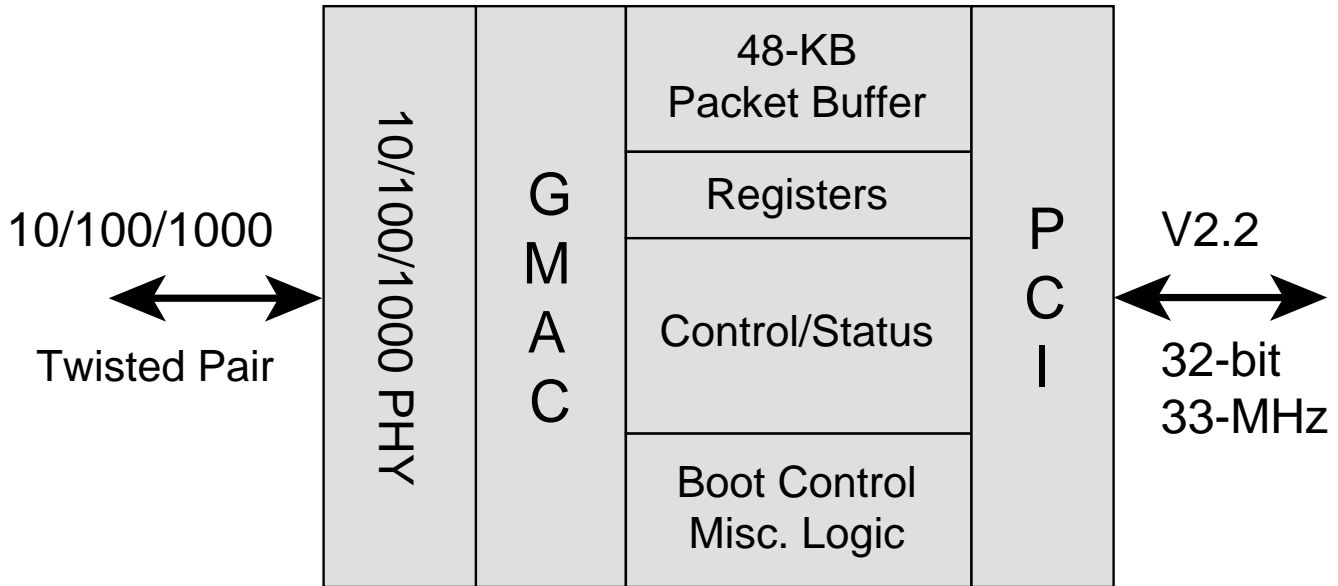 10/100/1000
Twisted Pair
10/100/1000 PHY
G
M
A
C
48-KB
Packet Buffer
Registers
Control/Status
Boot Control
Misc. Logic
P
C
I
V2.2
32-bit
33-MHz